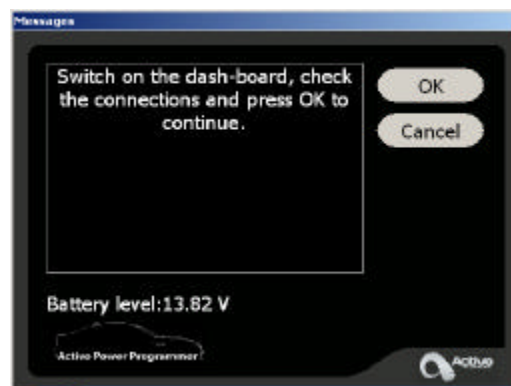 Messages
Switch on the dash-board, check
the connections and press OK to
continue.
OK
Cancel
Battery level:13.82 V
Active Power Programmer
Active